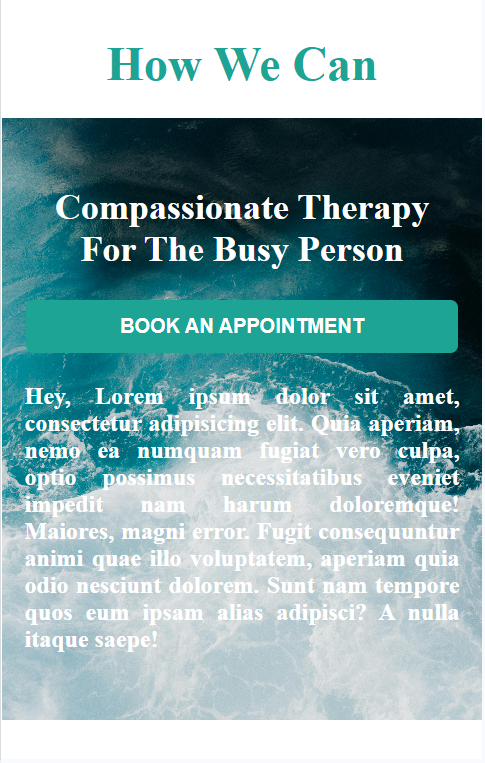 How We Can
Compassionate Therapy
For The Busy Person
BOOK AN APPOINTMENT
Hey, Lorem ipsum dolor sit amet,
consectetur adipisicing elit. Quia aperiam,
nemo ea numquam fugiat vero culpa,
optio possimus necessitatibus eveniet
impedit nam harum doloremque!
Maiores, magni error. Fugit consequuntur
animi quae illo voluptatem, aperiam quia
odio nesciunt dolorem. Sunt nam tempore
quos eum ipsam alias adipisci? A nulla
itaque saepe!